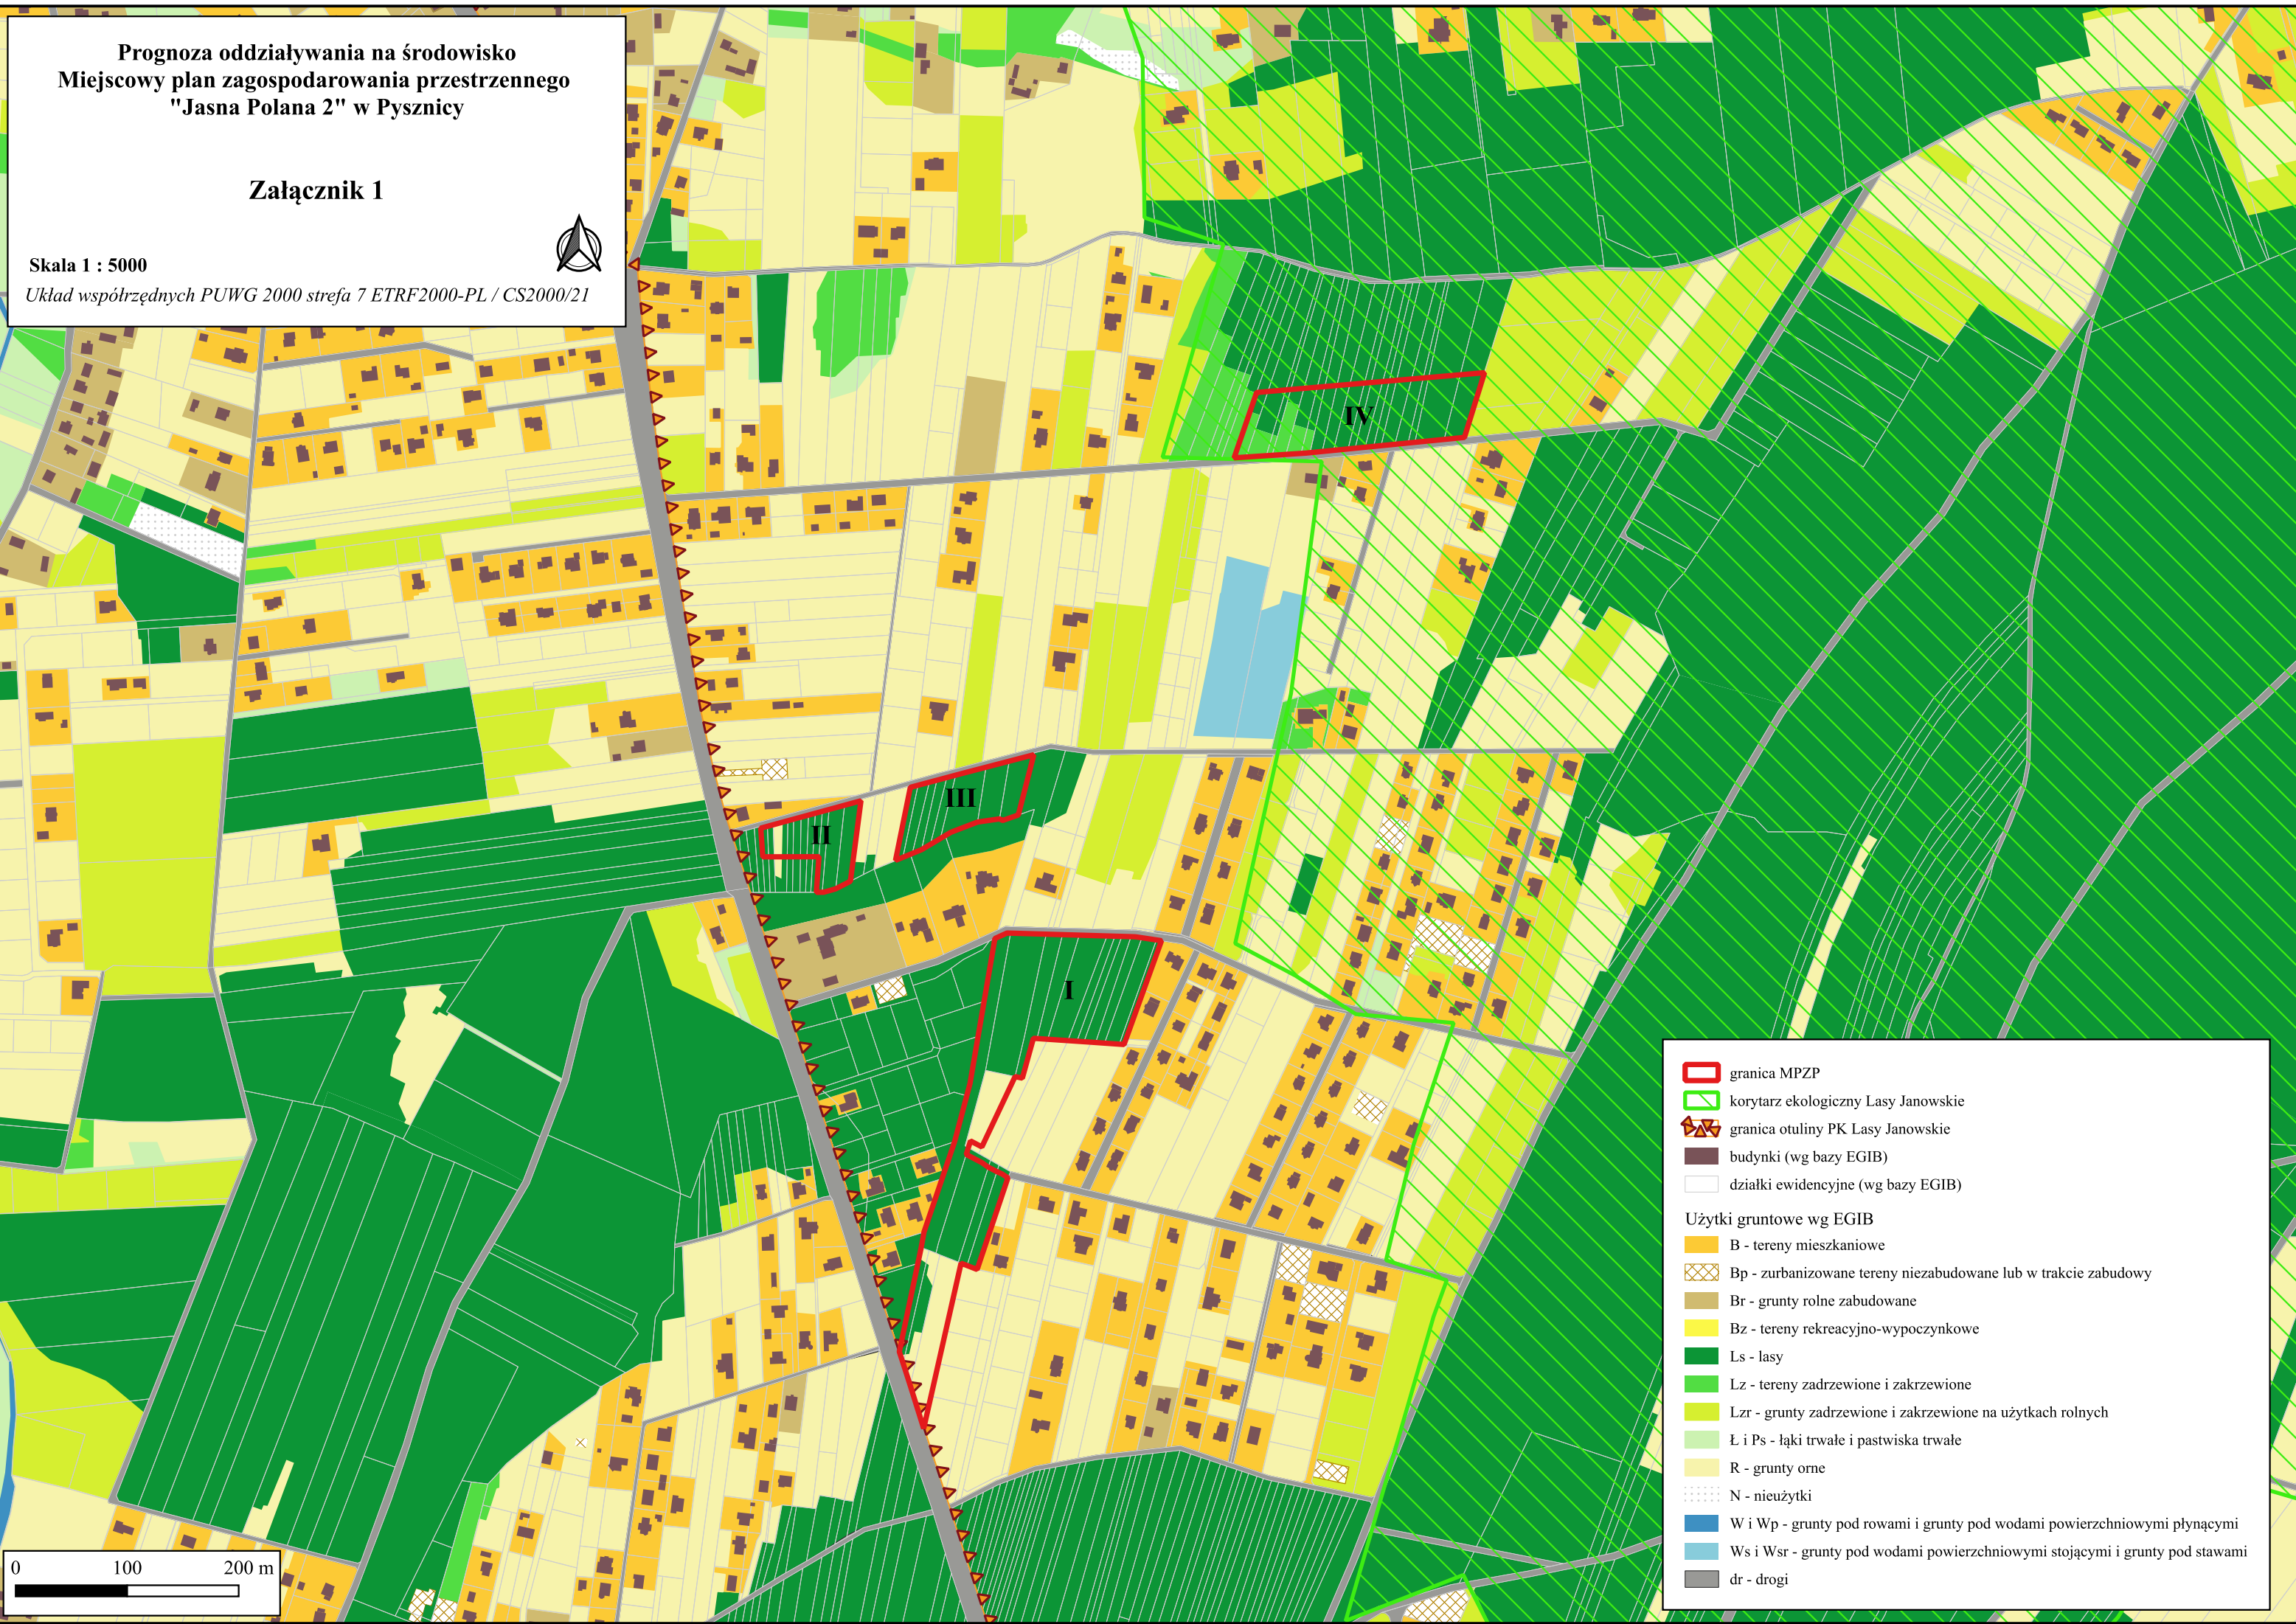 Prognoza oddziaływania na środowisko
Miejscowy plan zagospodarowania przestrzennego
"Jasna Polana 2" w Pysznicy
Załącznik 1
Skala 1 : 5000
Układ współrzędnych PUWG 2000 strefa 7 ETRF2000-PL / CS2000/21
IV
III
II
I
granica MPZP
korytarz ekologiczny Lasy Janowskie
granica otuliny PK Lasy Janowskie
budynki (wg bazy EGIB)
działki ewidencyjne (wg bazy EGIB)
Użytki gruntowe wg EGIB
B - tereny mieszkaniowe
Bp - zurbanizowane tereny niezabudowane lub w trakcie zabudowy
Br - grunty rolne zabudowane
Bz - tereny rekreacyjno-wypoczynkowe
Ls - lasy
Lz - tereny zadrzewione i zakrzewione
Lzr - grunty zadrzewione i zakrzewione na użytkach rolnych
Ł i Ps - łąki trwałe i pastwiska trwałe
R - grunty orne
N - nieużytki
W i Wp - grunty pod rowami i grunty pod wodami powierzchniowymi płynącymi
Ws i Wsr - grunty pod wodami powierzchniowymi stojącymi i grunty pod stawami
dr - drogi
0 100 200 m